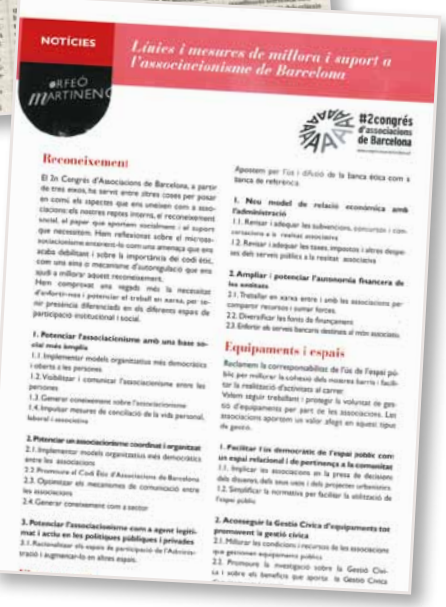 NOTÍCIES
ORFEÓ
MARTINENC
Línies i mesures de millora i suport a
l'associacionisme de Barcelona
#2congrés
d'associacions
de Barcelona
Reconeixement
El 2n Congrés d'Associacions de Barcelona, a partir
de tres eixos, ha servit entre altres coses per posar
en comú els aspectes que ens uneixen com a asso-
ciacions: els nostres reptes interns, el reconeixement
social, el paper que aportem socialment i el suport
que necessitem. Hem reflexionat sobre el microas-
sociacionisme entenent-lo com una amenaça que ens
acaba debilitant i sobre la importància del codi ètic,
com una eina o mecanisme d'autoregulació que ens
ajudi a millorar aquest reconeixement.
Hem comprovat una vegada més la necessitat
d'enfortir-nos i potenciar el treball en xarxa, per te-
nir presència diferenciada en els diferents espais de
participació institucional i social.
1. Potenciar l'associacionisme amb una base so-
cial més àmplia
1.1. Implementar models organitzatius més democràtics
i oberts a les persones
1.2. Visibilitzar i comunicar l'associacionisme entre les
persones
1.3. Generar coneixement sobre l'associacionisme
1.4. Impulsar mesures de conciliació de la vida personal,
laboral i associativa
2. Potenciar un associacionisme coordinat i organitzat
2.1. Implementar models organitzatius més democràtics
entre les associacions
2.2. Promoure el Codi Ètic d'Associacions de Barcelona
2.3. Optimitzar els mecanismes de comunicació entre
les associacions
2.4. Generar coneixement com a sector
3. Potenciar l'associacionisme com a agent legiti-
mat i actiu en les polítiques públiques i privades
3.1. Racionalitzar els espais de participació de l'Adminis-
tració i augmentar-lo en altres espais.
Apostem per l'ús i difusió de la banca ètica com a
banca de referència.
1. Nou model de relació econòmica amb
l'administració
1.1. Revisar i adequar les subvencions, concursos i con-
certacions a la realitat associativa
1.2. Revisar i adequar les taxes, impostos i altres despe-
ses dels serveis públics a la realitat associativa
2. Ampliar i potenciar l'autonomia financera de
les entitats
2.1. Treballar en xarxa entre i amb les associacions per
compartir recursos i sumar forces.
2.2. Diversificar les fonts de finançament
2.3. Enfortir els serveis bancaris destinats al món associatiu
Equipaments i espais
Reclamem la corresponsabilitat de l'ús de l'espai pú-
blic per millorar la cohesió dels nostres barris i facili-
tar la realització d'activitats al carrer.
Volem seguir treballant i protegir la voluntat de ges-
tió d'equipaments per part de les associacions. Les
associacions aportem un valor afegit en aquest tipus
de gestió.
1. Facilitar l'ús democràtic de l'espai públic com
un espai relacional i de pertinença a la comunitat
1.1. Implicar les associacions en la presa de decisions
dels dissenys, dels seus usos i dels projectes urbanístics
1.2. Simplificar la normativa per facilitar la utilització de
l'espai públic
2. Aconseguir la Gestió Cívica d'equipaments tot
promovent la gestió cívica
2.1. Millorar les condicions i recursos de les associacions
que gestionen equipaments públics
2.2. Promoure la investigació sobre la Gestió Cívi-
ca i sobre els beneficis que aporta la Gestió Cívica